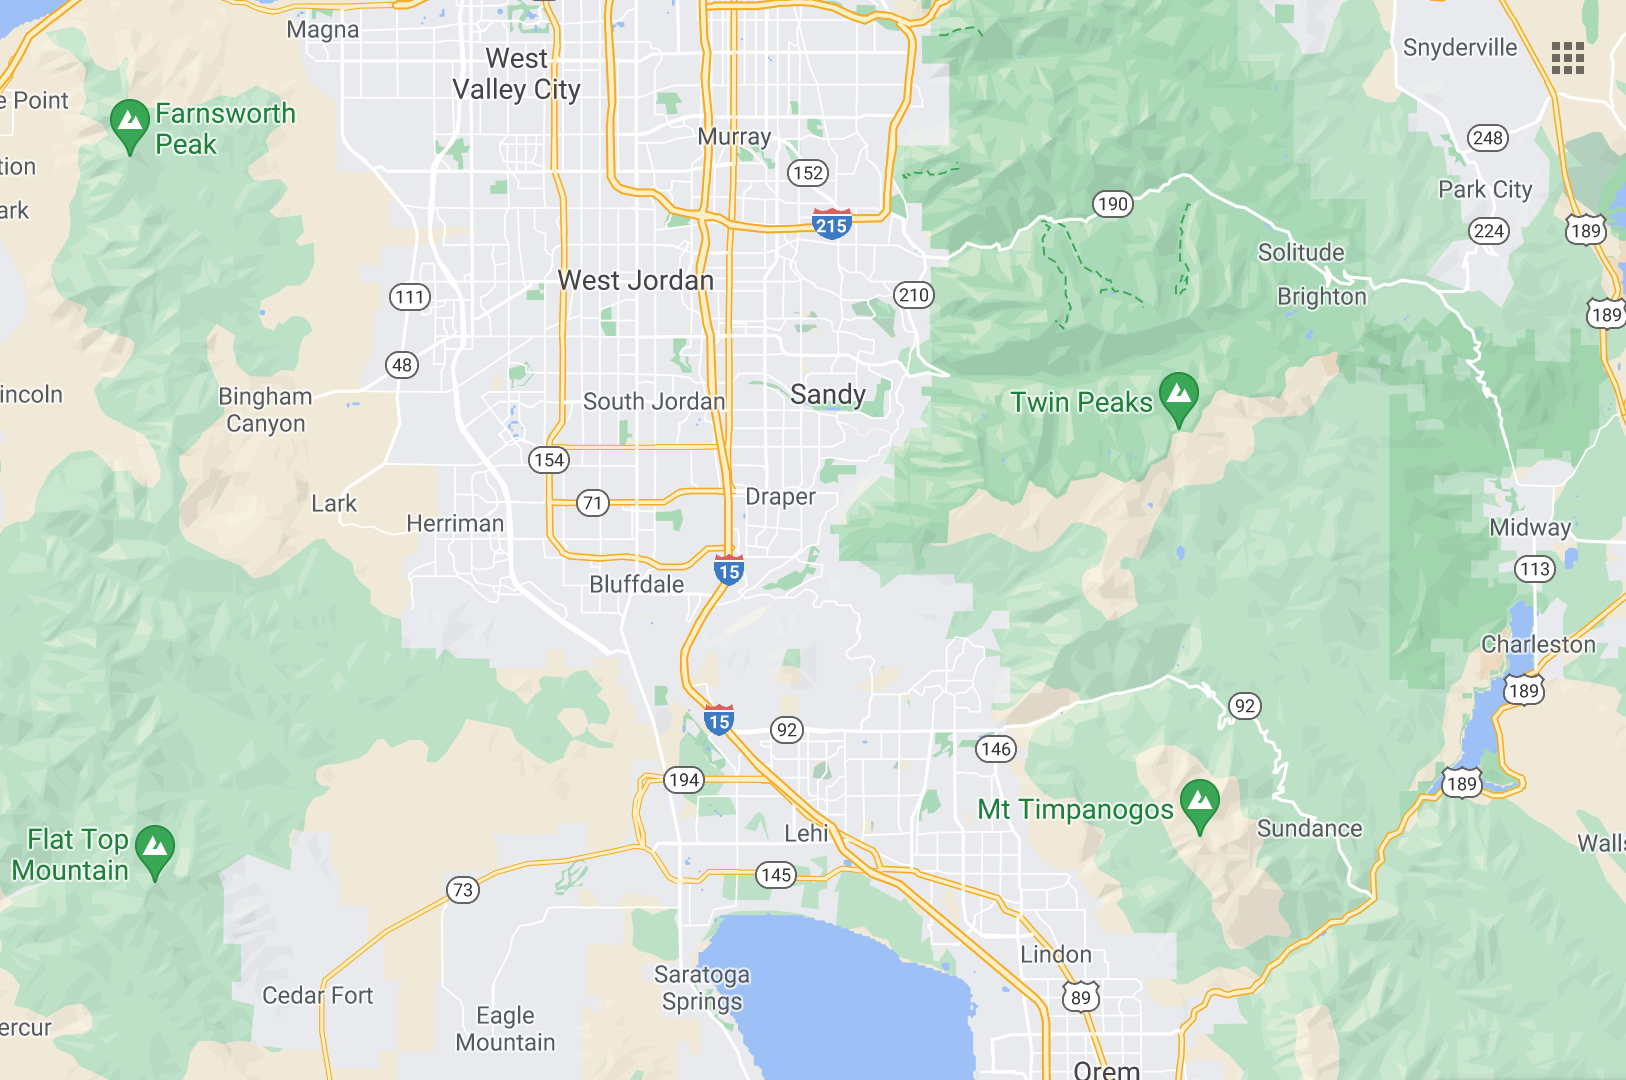 Magna
West
Valley City
Snyderville
e Point
Farnsworth
Peak
Murray
248
tion
152
Park City
ark
190
215
224
189
West Jordan
Solitude
Brighton
111
210
189
48
incoln
Bingham
Canyon
South Jordan
Sandy
Twin Peaks
154
Lark
71
Draper
Herriman
Midway
15
113
Bluffdale
Charleston
189
92
15
92
146
194
189
Mt Timpanogos
Flat Top
Mountain
Lehi
Sundance
Walls
145
73
Lindon
Saratoga
Springs
Cedar Fort
89
Eagle
Mountain
ercur
Orem